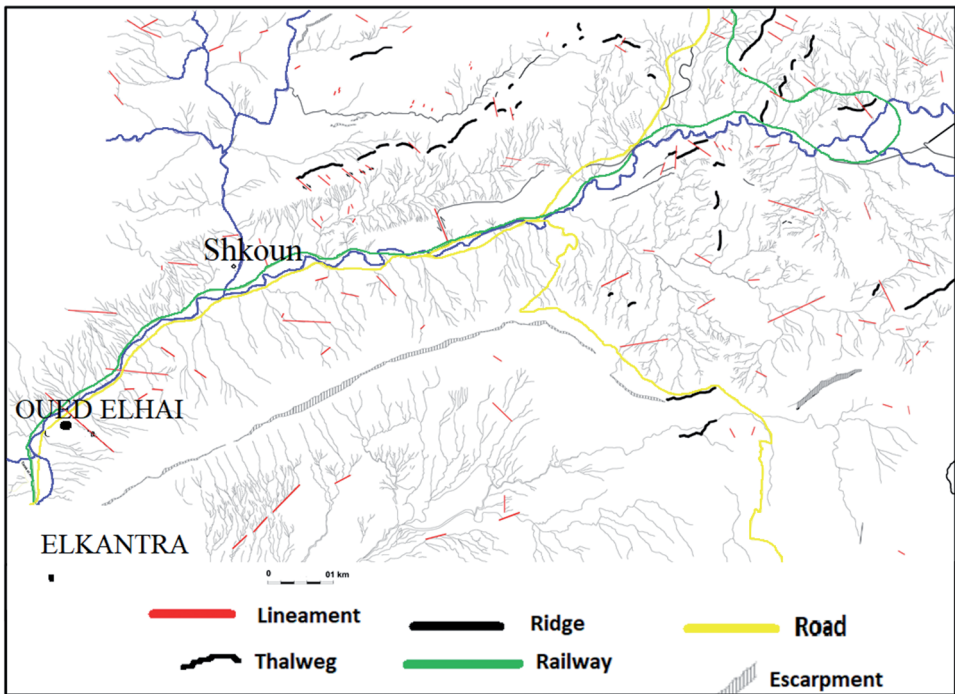 Shkoun
OUED ELHAI
ELKANTRA
0 01 km
Lineament
Ridge
Road
Thalweg
Railway
Escarpment